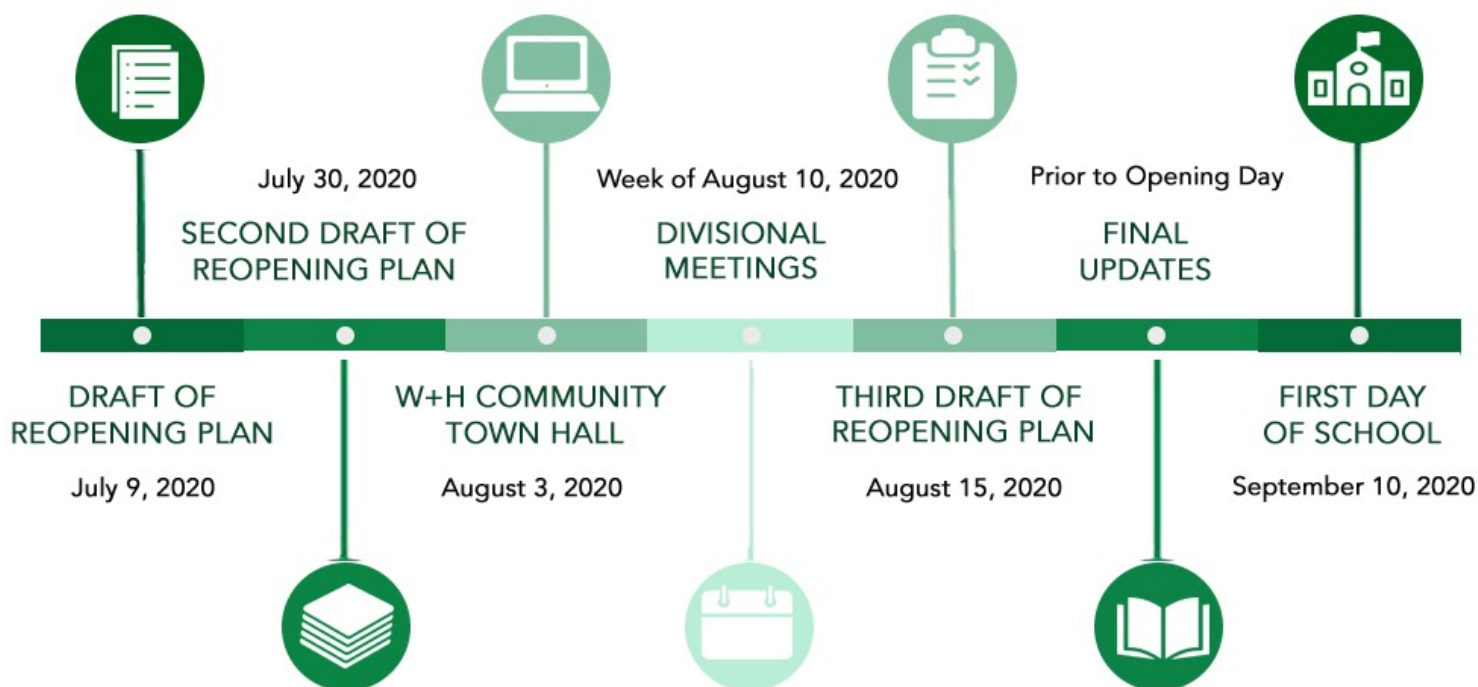 July 30, 2020
SECOND DRAFT OF
REOPENING PLAN
Week of August 10, 2020
DIVISIONAL
MEETINGS
Prior to Opening Day
FINAL
UPDATES
DRAFT OF
REOPENING PLAN
July 9, 2020
W+H COMMUNITY
TOWN HALL
August 3, 2020
THIRD DRAFT OF
REOPENING PLAN
August 15, 2020
FIRST DAY
OF SCHOOL
September 10, 2020